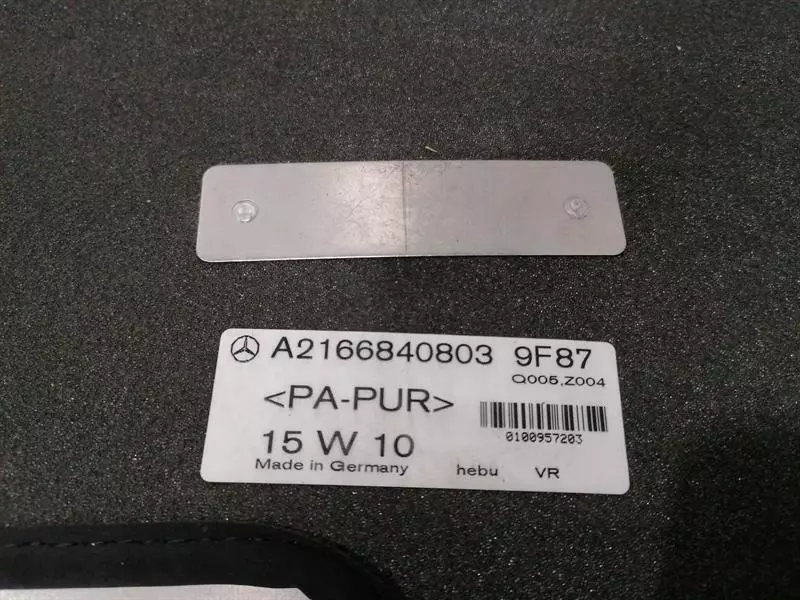 A2166840803 9F87
Q005,Z004
<PA-PUR>
0100957203
15 W 10
Made in Germany hebu VR